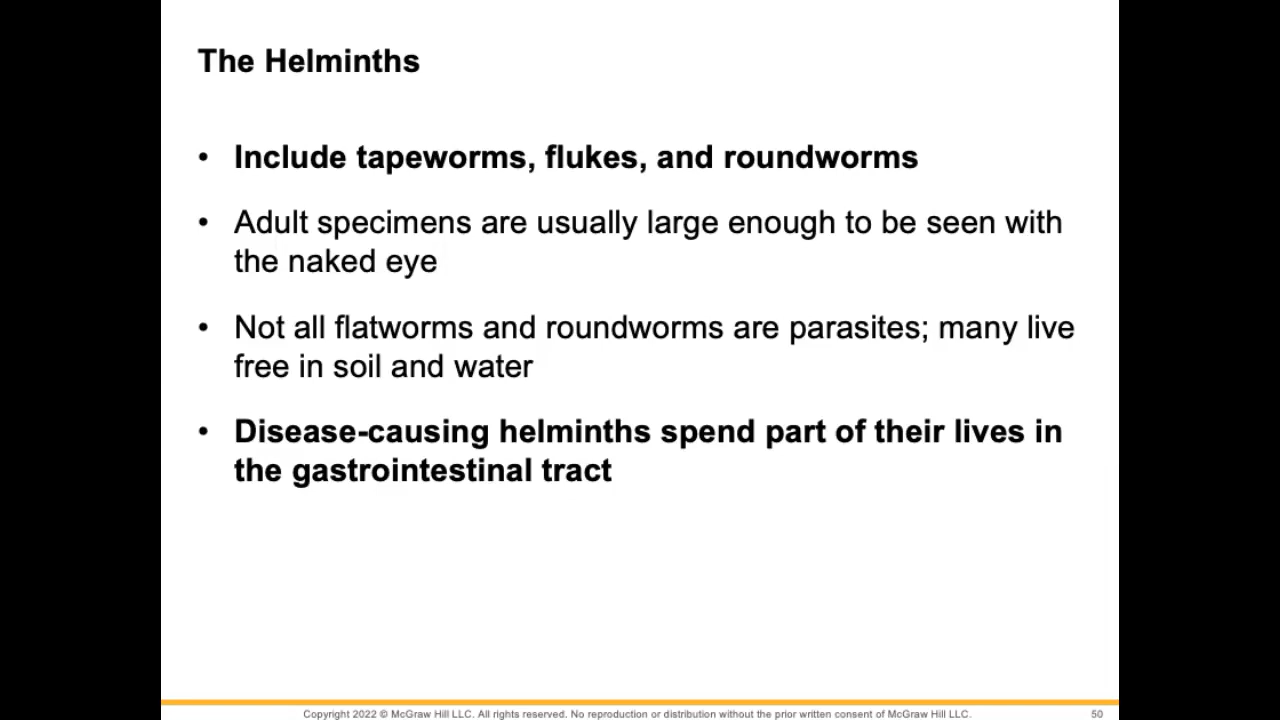 The Helminths
• Include tapeworms, flukes, and roundworms
• Adult specimens are usually large enough to be seen with
the naked eye
• Not all flatworms and roundworms are parasites; many live
free in soil and water
• Disease-causing helminths spend part of their lives in
the gastrointestinal tract
Copyright 2022 © McGraw Hill LLC. All rights reserved. No reproduction or distribution without the prior written consent of McGraw Hill LLC.
50